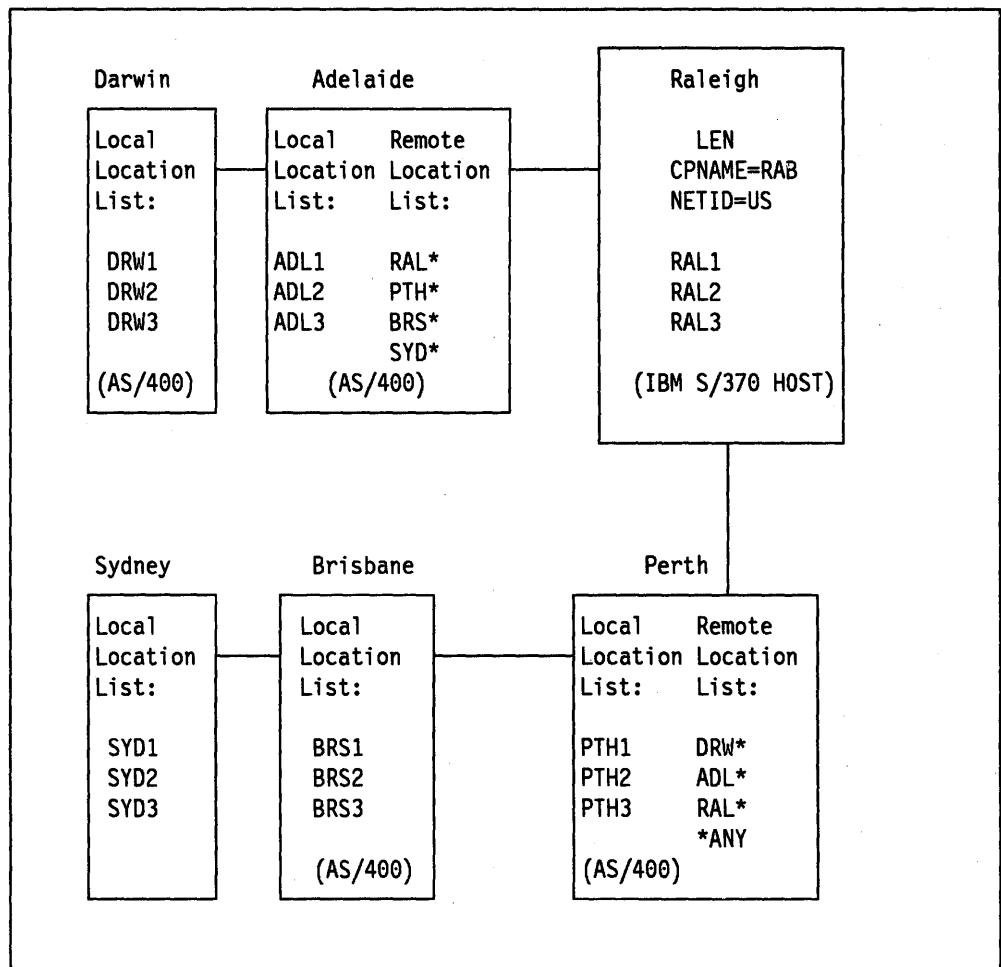 Darwin
Adelaide
Raleigh
Local
Location
List:
DRW1
DRW2
DRW3
(AS/400)
Local Remote
Location Location
List: List:
ADL1 RAL*
ADL2 PTH*
ADL3 BRS*
SYD*
(AS/400)
LEN
CPNAME=RAB
NETID=US
RAL1
RAL2
RAL3
(IBM S/370 HOST)
Sydney
Brisbane
Perth
Local
Location
List:
SYD1
SYD2
SYD3
Local
Location
List:
BRS1
BRS2
BRS3
(AS/400)
Local Remote
Location Location
List: List:
PTH1 DRW*
PTH2 ADL*
PTH3 RAL*
*ANY
(AS/400)